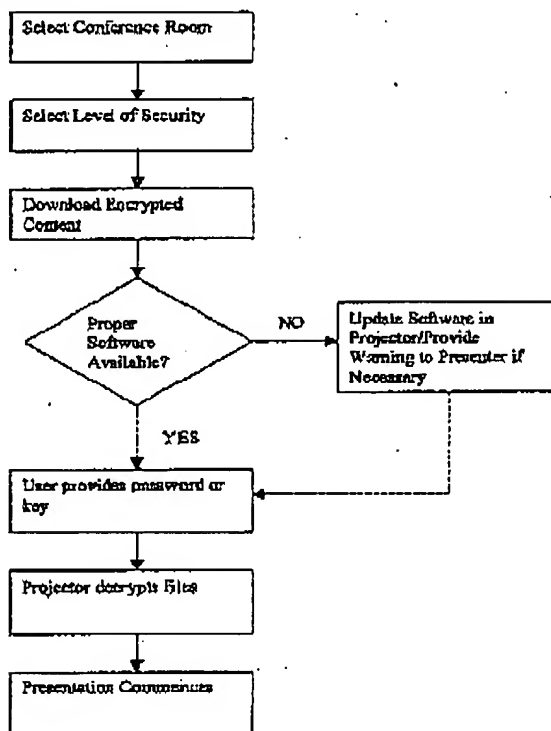 Select Conference Room
Select Level of Security
Download Encrypted
Content
Proper
Software
Available?
NO
Update Software in
Projector/Provide
Warning to Presenter if
Necessary
YES
User provides password or
key
Projector decrypts files
Presentation Commences